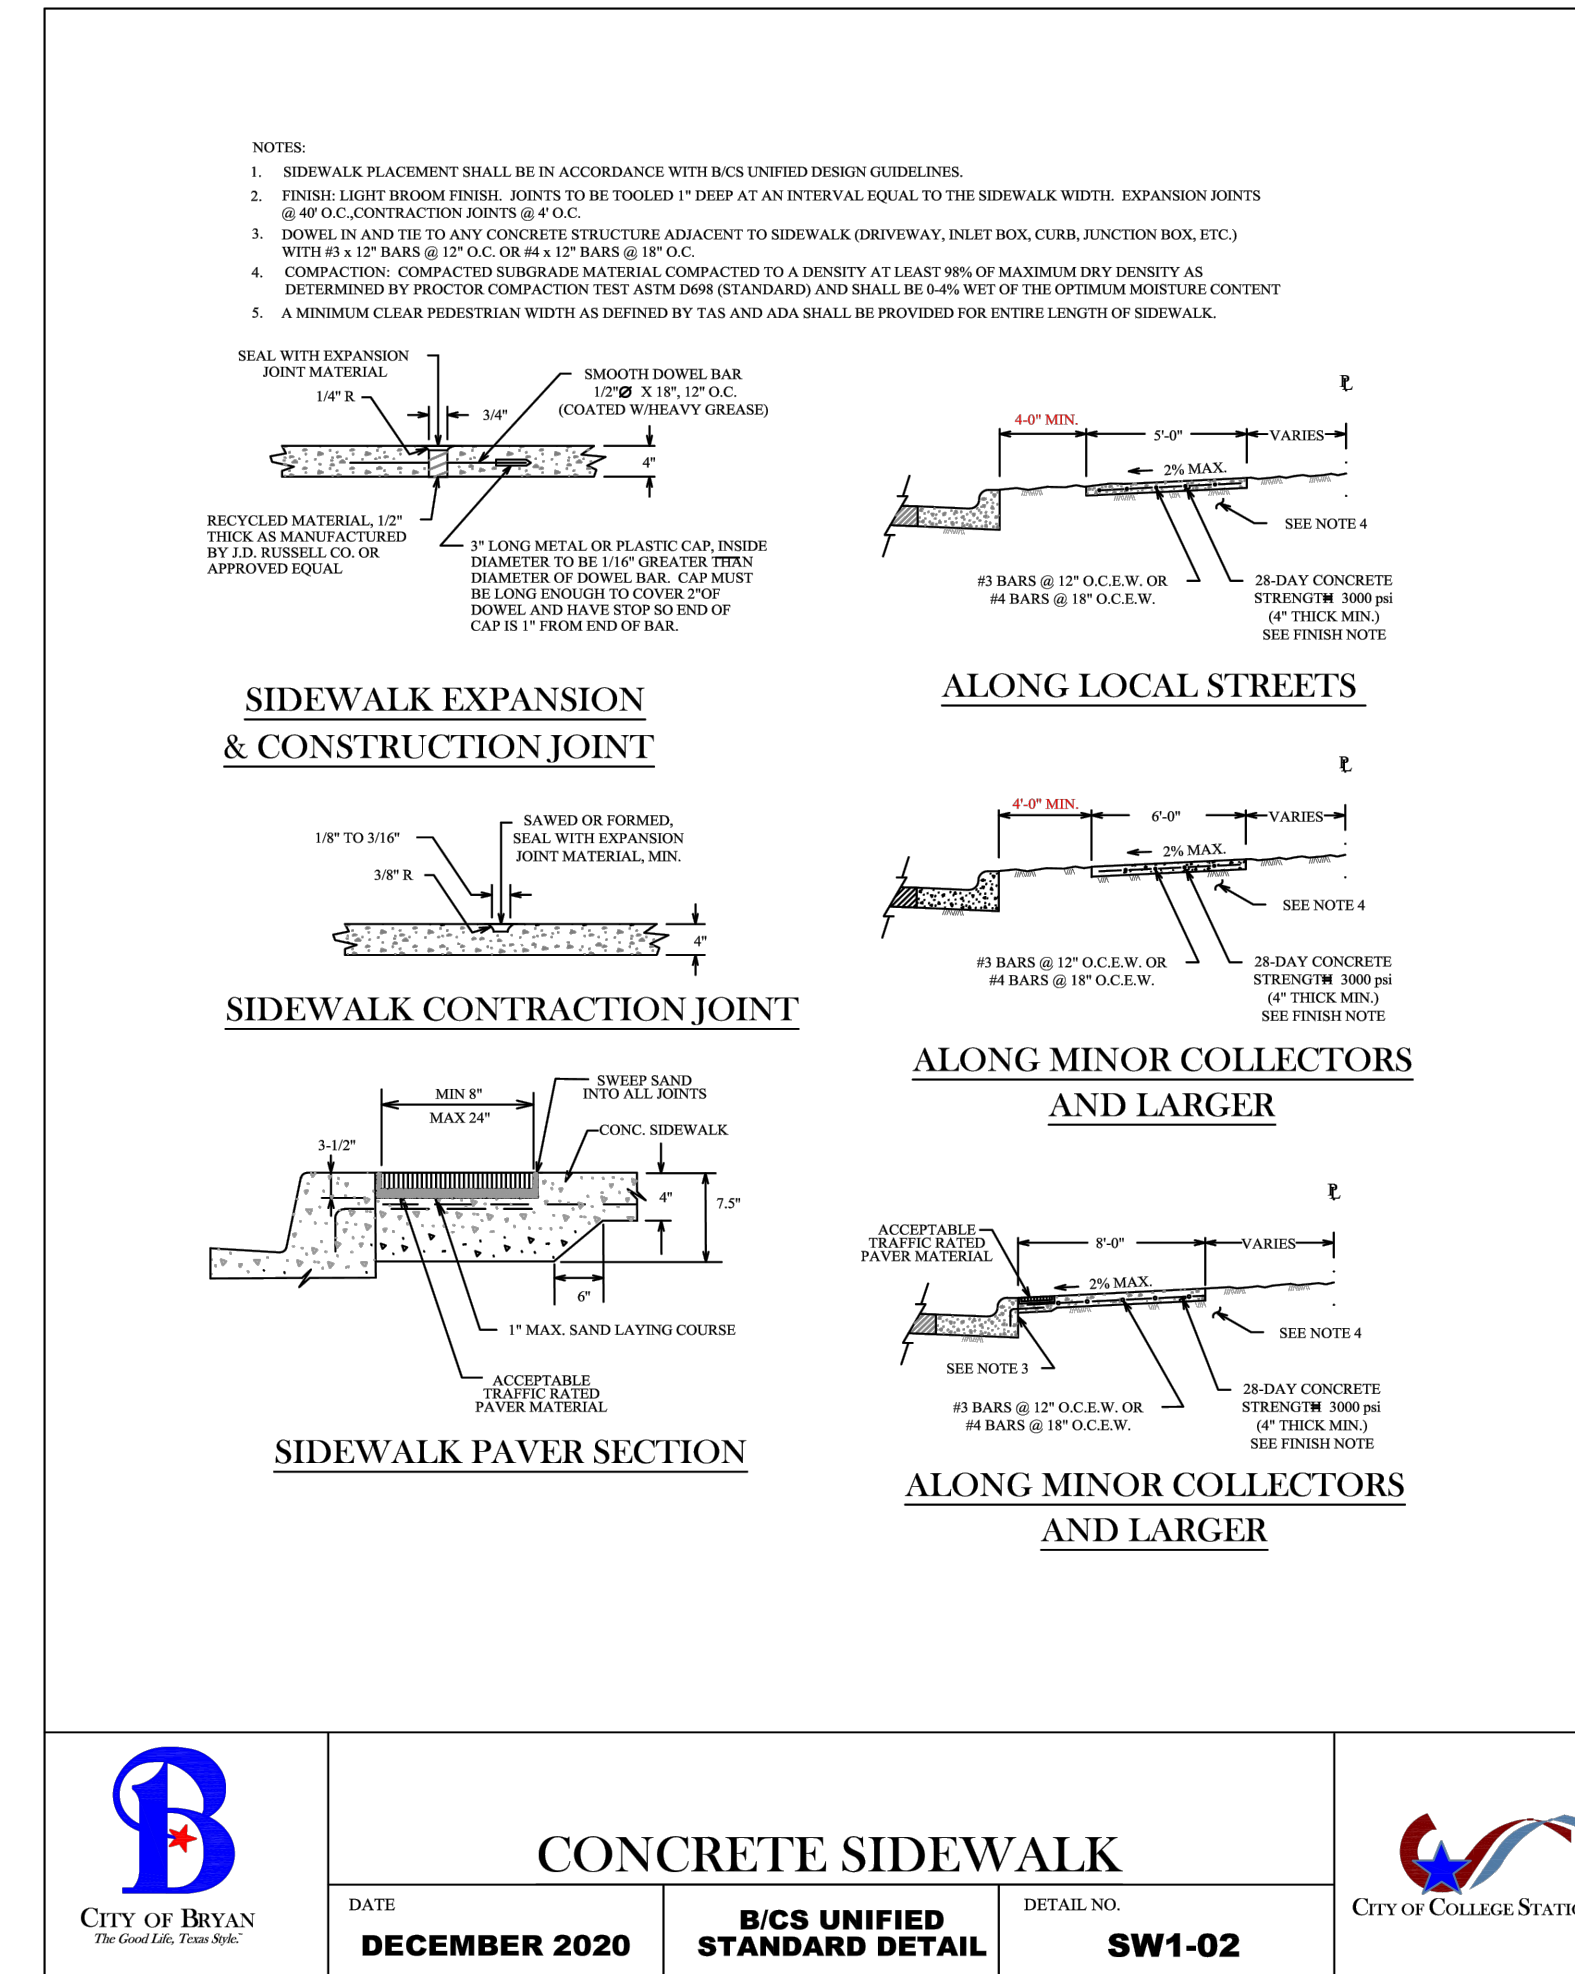 NOTES:
1. SIDEWALK PLACEMENT SHALL BE IN ACCORDANCE WITH B/CS UNIFIED DESIGN GUIDELINES.
2. FINISH: LIGHT BROOM FINISH. JOINTS TO BE TOOLED 1" DEEP AT AN INTERVAL EQUAL TO THE SIDEWALK WIDTH. EXPANSION JOINTS
@ 40' O.C.,CONTRACTION JOINTS @ 4' O.C.
3. DOWEL IN AND TIE TO ANY CONCRETE STRUCTURE ADJACENT TO SIDEWALK (DRIVEWAY, INLET BOX, CURB, JUNCTION BOX, ETC.)
WITH #3 x 12" BARS @ 12" O.C. OR #4 x 12" BARS @ 18" O.C.
4. COMPACTION: COMPACTED SUBGRADE MATERIAL COMPACTED TO A DENSITY AT LEAST 98% OF MAXIMUM DRY DENSITY AS
DETERMINED BY PROCTOR COMPACTION TEST ASTM D698 (STANDARD) AND SHALL BE 0-4% WET OF THE OPTIMUM MOISTURE CONTENT
5. A MINIMUM CLEAR PEDESTRIAN WIDTH AS DEFINED BY TAS AND ADA SHALL BE PROVIDED FOR ENTIRE LENGTH OF SIDEWALK.
SEAL WITH EXPANSION
JOINT MATERIAL
1/4" R
3/4"
SMOOTH DOWEL BAR
1/2"Ø X 18", 12" O.C.
(COATED W/HEAVY GREASE)
4"
RECYCLED MATERIAL, 1/2"
THICK AS MANUFACTURED
BY J.D. RUSSELL CO. OR
APPROVED EQUAL
3" LONG METAL OR PLASTIC CAP, INSIDE
DIAMETER TO BE 1/16" GREATER THAN
DIAMETER OF DOWEL BAR. CAP MUST
BE LONG ENOUGH TO COVER 2"OF
DOWEL AND HAVE STOP SO END OF
CAP IS 1" FROM END OF BAR.
SIDEWALK EXPANSION
& CONSTRUCTION JOINT
PL
4-0" MIN.
5'-0"
VARIES
2% MAX.
SEE NOTE 4
#3 BARS @ 12" O.C.E.W. OR
#4 BARS @ 18" O.C.E.W.
28-DAY CONCRETE
STRENGTH 3000 psi
(4" THICK MIN.)
SEE FINISH NOTE
ALONG LOCAL STREETS
1/8" TO 3/16"
3/8" R
SAWED OR FORMED,
SEAL WITH EXPANSION
JOINT MATERIAL, MIN.
4"
SIDEWALK CONTRACTION JOINT
PL
4'-0" MIN.
6'-0"
VARIES
2% MAX.
SEE NOTE 4
#3 BARS @ 12" O.C.E.W. OR
#4 BARS @ 18" O.C.E.W.
28-DAY CONCRETE
STRENGTH 3000 psi
(4" THICK MIN.)
SEE FINISH NOTE
ALONG MINOR COLLECTORS
AND LARGER
MIN 8"
MAX 24"
SWEEP SAND
INTO ALL JOINTS
CONC. SIDEWALK
3-1/2"
4"
7.5"
6"
1" MAX. SAND LAYING COURSE
ACCEPTABLE
TRAFFIC RATED
PAVER MATERIAL
SIDEWALK PAVER SECTION
PL
ACCEPTABLE
TRAFFIC RATED
PAVER MATERIAL
8'-0"
VARIES
2% MAX.
SEE NOTE 4
SEE NOTE 3
#3 BARS @ 12" O.C.E.W. OR
#4 BARS @ 18" O.C.E.W.
28-DAY CONCRETE
STRENGTH 3000 psi
(4" THICK MIN.)
SEE FINISH NOTE
ALONG MINOR COLLECTORS
AND LARGER
B
CITY OF BRYAN
The Good Life, Texas Style.™
CONCRETE SIDEWALK
DATE
DECEMBER 2020
B/CS UNIFIED
STANDARD DETAIL
DETAIL NO.
SW1-02
CITY OF COLLEGE STATIO